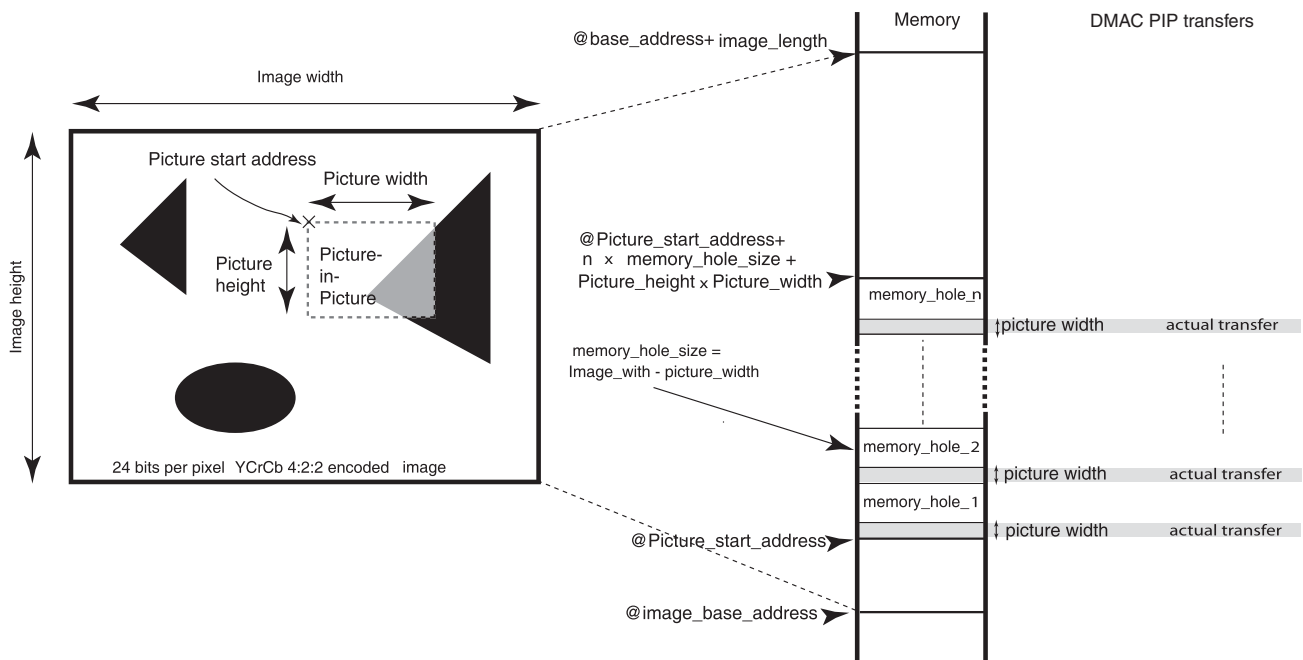 Memory
DMAC PIP transfers
@base_address+ image_length
Image width
Picture start address
Picture width
Image height
Picture
height
Picture-
in-
Picture
24 bits per pixel YCrCb 4:2:2 encoded image
@Picture_start_address+
n x memory_hole_size +
Picture_height x Picture_width
memory_hole_n
picture width actual transfer
memory_hole_size =
Image_with - picture_width
memory_hole_2
picture width actual transfer
memory_hole_1
picture width actual transfer
@Picture_start_address
@image_base_address